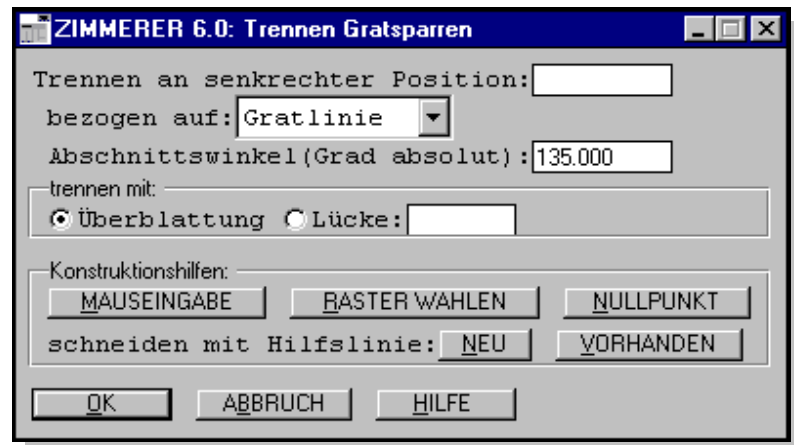 ZIMMERER 6.0: Trennen Gratsparren
Trennen an senkrechter Position:
bezogen auf: Gratlinie
Abschnittswinkel(Grad absolut): 135.000
trennen mit:
Überblattung Lücke:
Konstruktionshilfen:
MAUSEINGABE RASTER WAHLEN NULLPUNKT
schneiden mit Hilfslinie: NEU VORHANDEN
OK ABBRUCH HILFE